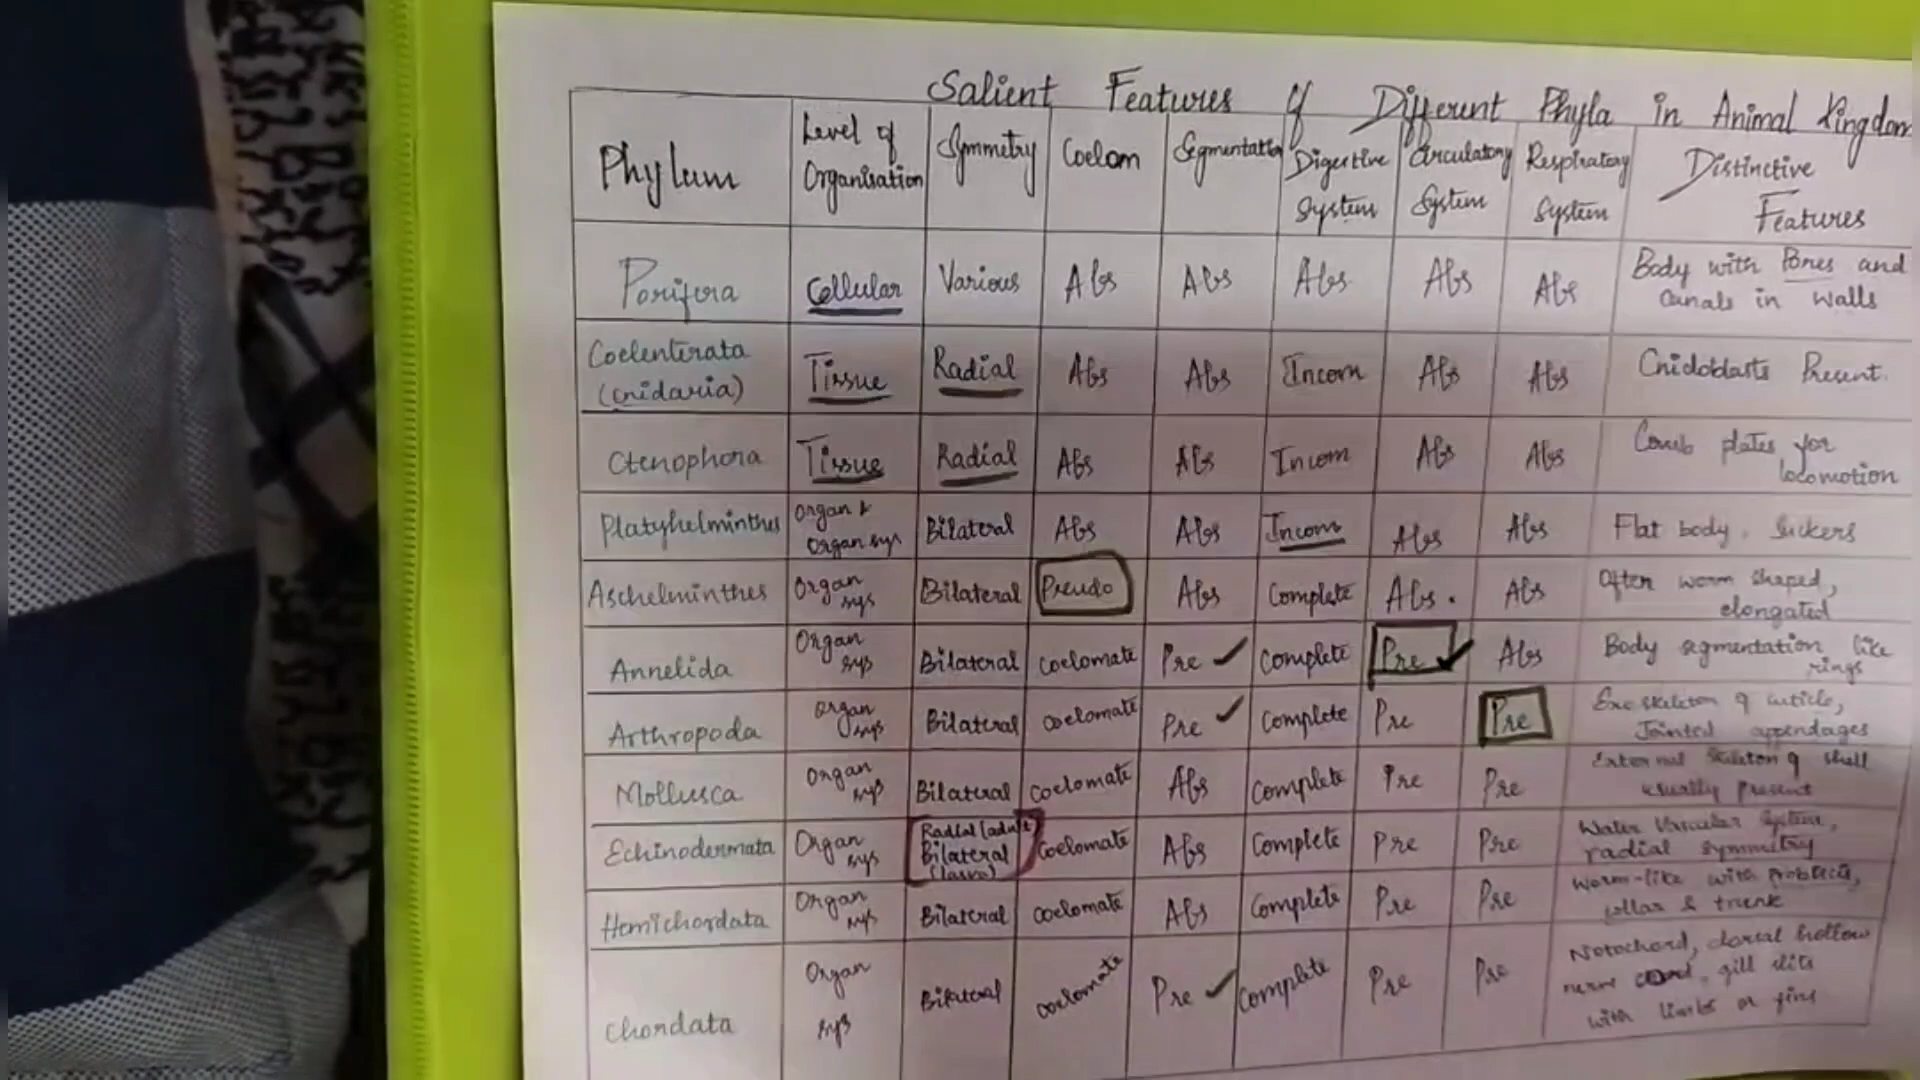 Salient Features of Different Phyla in Animal Kingdom
Phylum
Level of
Organisation
Symmetry
Coelom
Segmentation
Digestive
System
Circulatory
System
Respiratory
System
Distinctive
Features
Porifera
Cellular
Various
Abs
Abs
Abs
Abs
Abs
Body with Pores and
Canals in walls
Coelenterata
(cnidaria)
Tissue
Radial
Abs
Abs
Incom
Abs
Abs
Cnidoblasts Present.
Ctenophora
Tissue
Radial
Abs
Abs
Incom
Abs
Abs
Comb plates for
locomotion
Platyhelminthes
Organ &
Organ sys
Bilateral
Abs
Abs
Incom
Abs
Abs
Flat body, Suckers
Aschelminthes
Organ
sys
Bilateral
Pseudo
Abs
Complete
Abs.
Abs
Often worm shaped,
elongated
Annelida
Organ
sys
Bilateral
Coelomate
Pre ✓
Complete
Pre ✓
Abs
Body segmentation like
rings
Arthropoda
Organ
sys
Bilateral
Coelomate
Pre ✓
Complete
Pre
Pre
Exoskeleton of cuticle,
Jointed appendages
Mollusca
Organ
sys
Bilateral
Coelomate
Abs
Complete
Pre
Pre
External Skeleton of shell
usually present
Echinodermata
Organ
sys
Radial (adult
Bilateral
(larva)
Coelomate
Abs
Complete
Pre
Pre
Water Vascular System,
radial symmetry
Hemichordata
Organ
sys
Bilateral
Coelomate
Abs
Complete
Pre
Pre
Worm-like with
collar & trunk
Chordata
Organ
sys
Bilateral
Coelomate
Pre ✓
Complete
Pre
Pre
Notochord, dorsal hollow
nerve gill slits
with limbs or fins